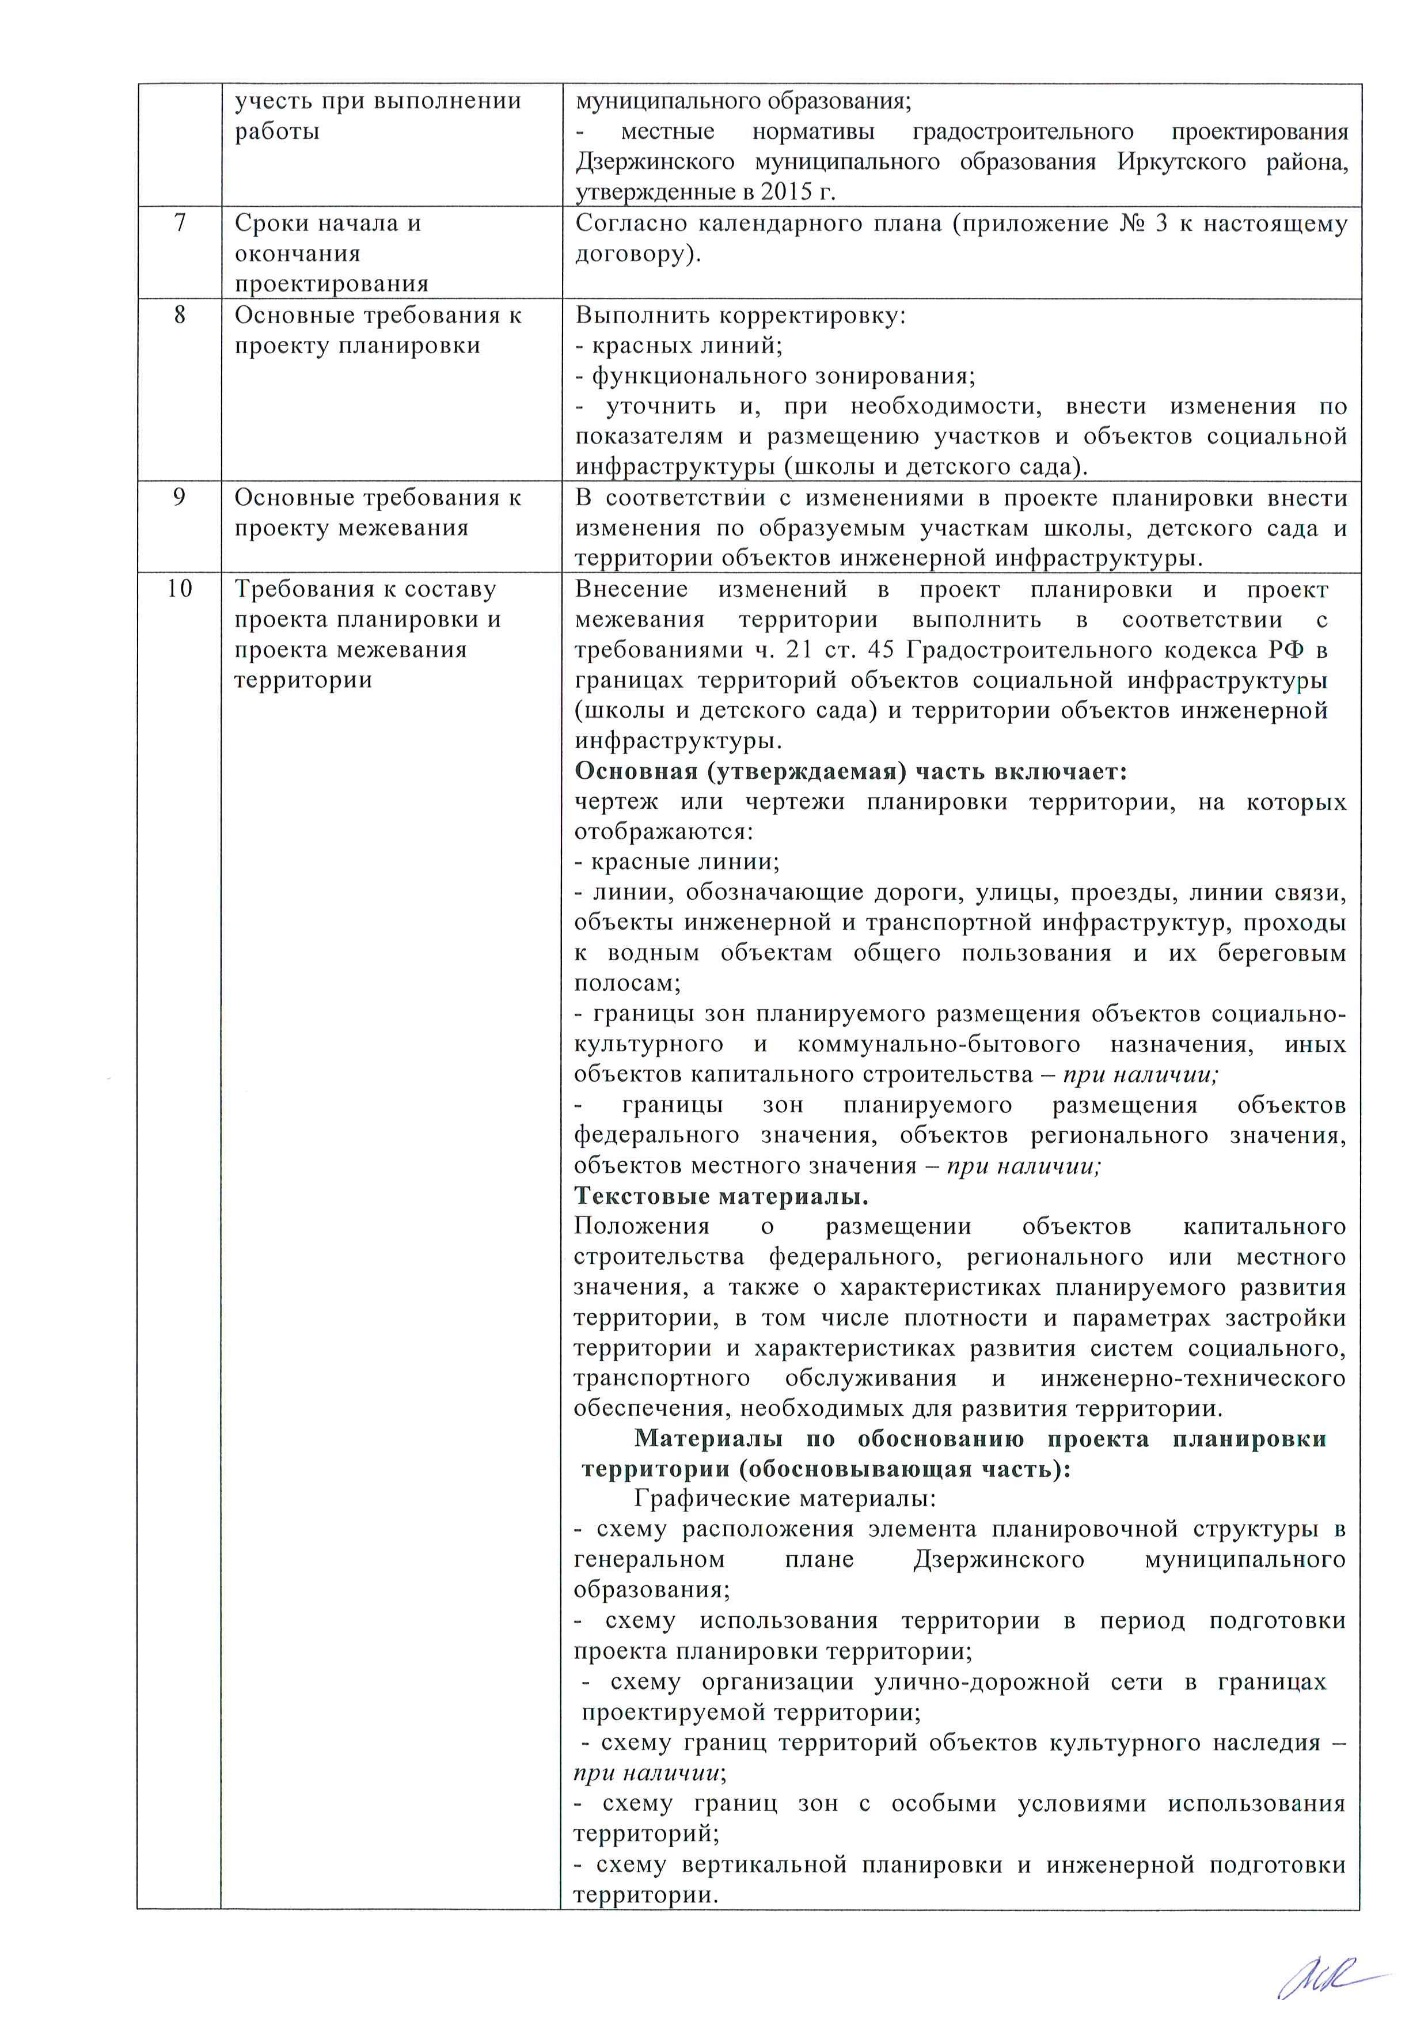 учесть при выполнении
работы
муниципального образования;
- местные нормативы градостроительного проектирования
Дзержинского муниципального образования Иркутского района,
утвержденные в 2015 г.
7
Сроки начала и
окончания
проектирования
Согласно календарного плана (приложение № 3 к настоящему
договору).
8
Основные требования к
проекту планировки
Выполнить корректировку:
- красных линий;
- функционального зонирования;
- уточнить и, при необходимости, внести изменения по
показателям и размещению участков и объектов социальной
инфраструктуры (школы и детского сада).
9
Основные требования к
проекту межевания
В соответствии с изменениями в проекте планировки внести
изменения по образуемым участкам школы, детского сада и
территории объектов инженерной инфраструктуры.
10
Требования к составу
проекта планировки и
проекта межевания
территории
Внесение изменений в проект планировки и проект
межевания территории выполнить в соответствии с
требованиями ч. 21 ст. 45 Градостроительного кодекса РФ в
границах территорий объектов социальной инфраструктуры
(школы и детского сада) и территории объектов инженерной
инфраструктуры.
Основная (утверждаемая) часть включает:
чертеж или чертежи планировки территории, на которых
отображаются:
- красные линии;
- линии, обозначающие дороги, улицы, проезды, линии связи,
объекты инженерной и транспортной инфраструктур, проходы
к водным объектам общего пользования и их береговым
полосам;
- границы зон планируемого размещения объектов социально-
культурного и коммунально-бытового назначения, иных
объектов капитального строительства – при наличии;
- границы зон планируемого размещения объектов
федерального значения, объектов регионального значения,
объектов местного значения – при наличии;
Текстовые материалы.
Положения о размещении объектов капитального
строительства федерального, регионального или местного
значения, а также о характеристиках планируемого развития
территории, в том числе плотности и параметрах застройки
территории и характеристиках развития систем социального,
транспортного обслуживания и инженерно-технического
обеспечения, необходимых для развития территории.
Материалы по обоснованию проекта планировки
территории (обосновывающая часть):
Графические материалы:
- схему расположения элемента планировочной структуры в
генеральном плане Дзержинского муниципального
образования;
- схему использования территории в период подготовки
проекта планировки территории;
- схему организации улично-дорожной сети в границах
проектируемой территории;
- схему границ территорий объектов культурного наследия –
при наличии;
- схему границ зон с особыми условиями использования
территорий;
- схему вертикальной планировки и инженерной подготовки
территории.